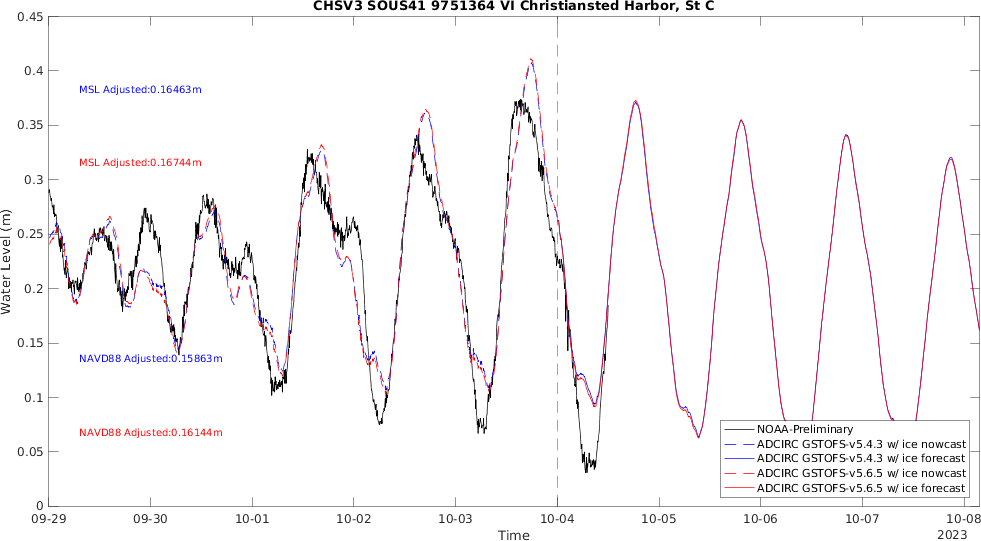 CHSV3 SOUS41 9751364 VI Christiansted Harbor, St C
0.45
0.4
0.35
0.3
0.25
0.2
0.15
0.1
0.05
0
Water Level (m)
MSL Adjusted:0.16463m
MSL Adjusted:0.16744m
NAVD88 Adjusted:0.15863m
NAVD88 Adjusted:0.16144m
NOAA-Preliminary
ADCIRC GSTOFS-v5.4.3 w/ ice nowcast
ADCIRC GSTOFS-v5.4.3 w/ ice forecast
ADCIRC GSTOFS-v5.6.5 w/ ice nowcast
ADCIRC GSTOFS-v5.6.5 w/ ice forecast
09-29 09-30 10-01 10-02 10-03 10-04 10-05 10-06 10-07 10-08
Time
2023